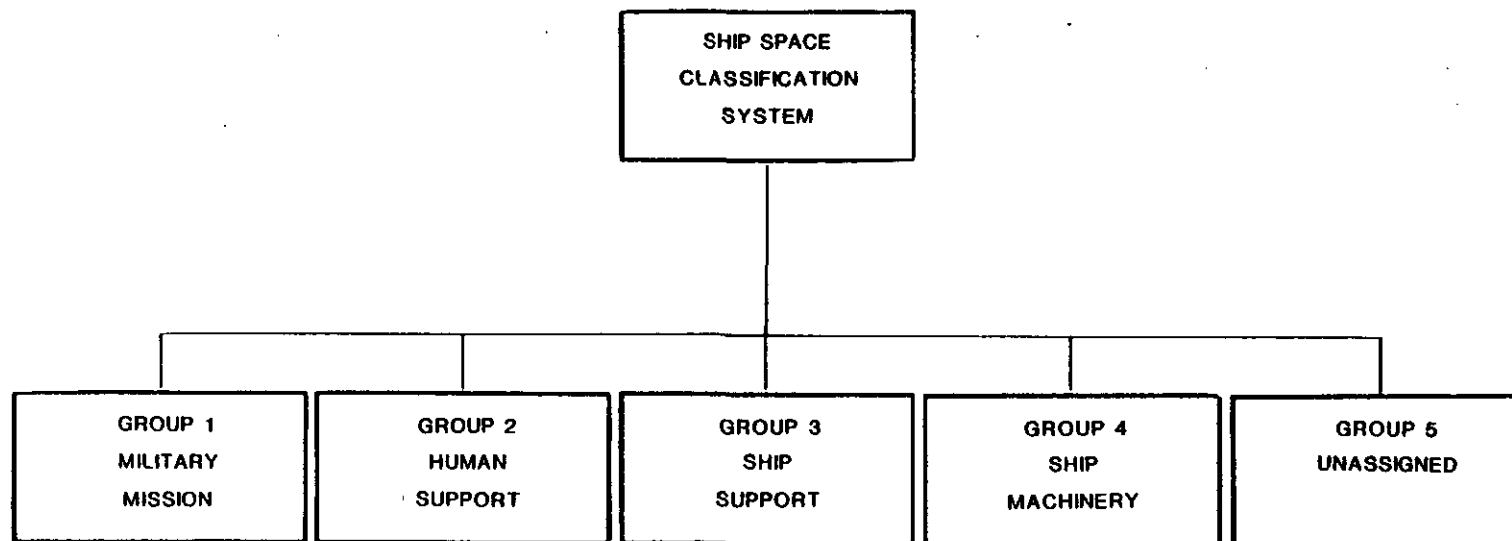 SHIP SPACE
CLASSIFICATION
SYSTEM
GROUP 1
MILITARY
MISSION
GROUP 2
HUMAN
SUPPORT
GROUP 3
SHIP
SUPPORT
GROUP 4
SHIP
MACHINERY
GROUP 5
UNASSIGNED